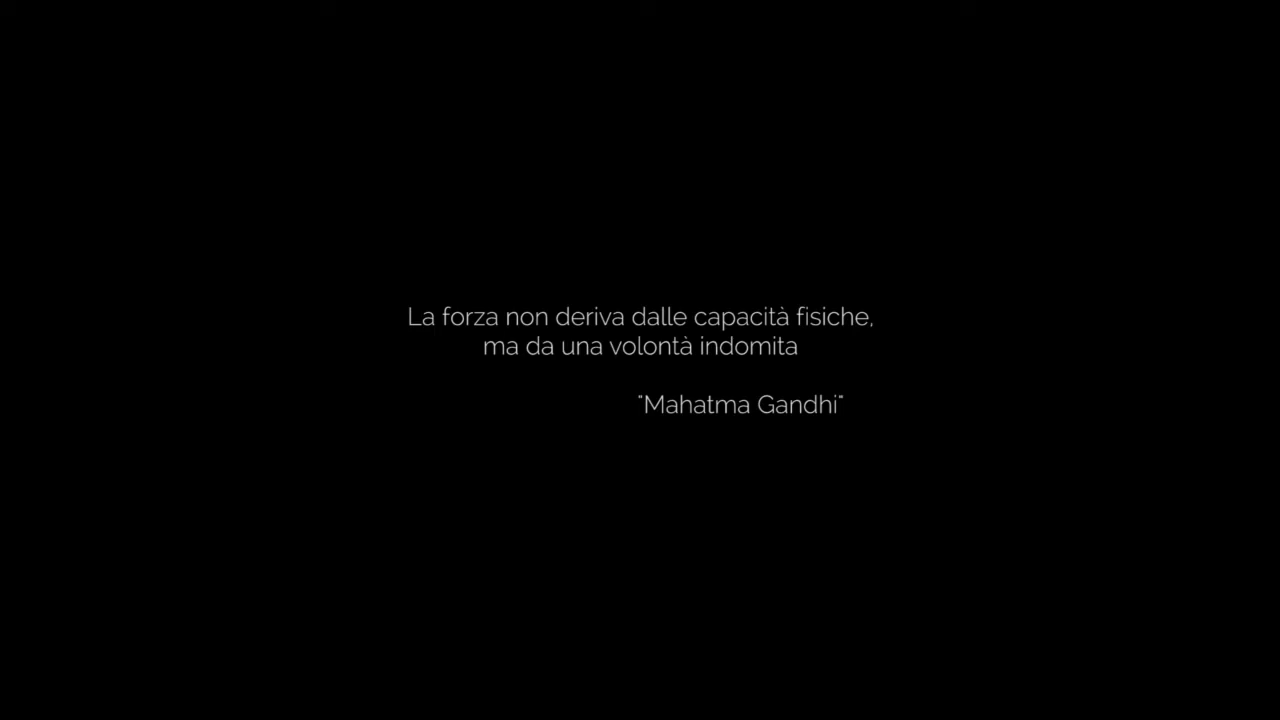 La forza non deriva dalle capacità fisiche,
ma da una volontà indomita
"Mahatma Gandhi"